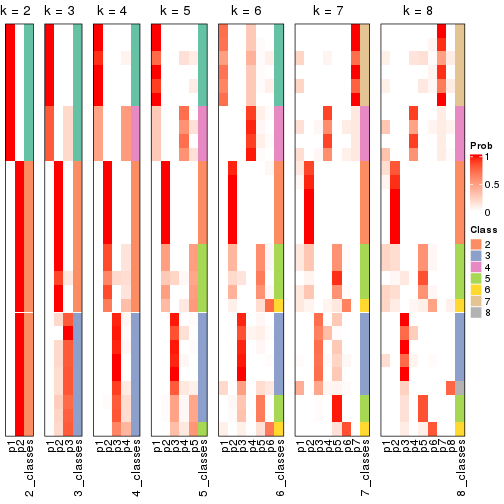 k = 2 k = 3 k = 4 k = 5 k = 6 k = 7 k = 8
Prob
1
0.5
0
Class
2
3
4
5
6
7
8
p1 p2 2_classes
p1 p2 p3 3_classes
p1 p2 p3 p4 4_classes
p1 p2 p3 p4 p5 5_classes
p1 p2 p3 p4 p5 p6 6_classes
p1 p2 p3 p4 p5 p6 p7 7_classes
p1 p2 p3 p4 p5 p6 p7 p8 8_classes